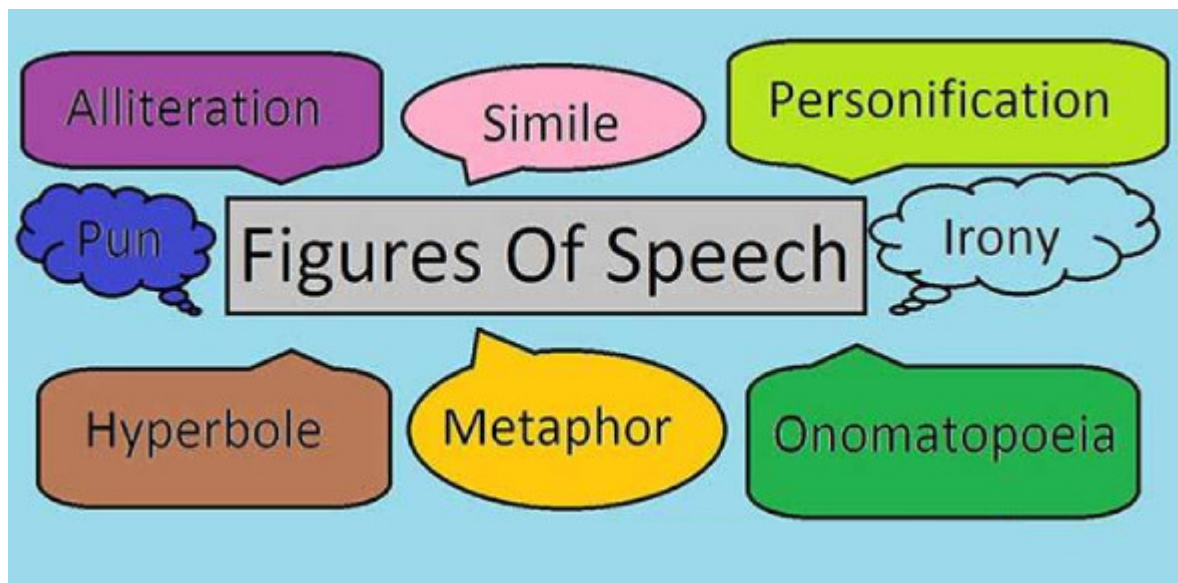 Alliteration
Simile
Personification
Pun
Figures Of Speech
Irony
Hyperbole
Metaphor
Onomatopoeia